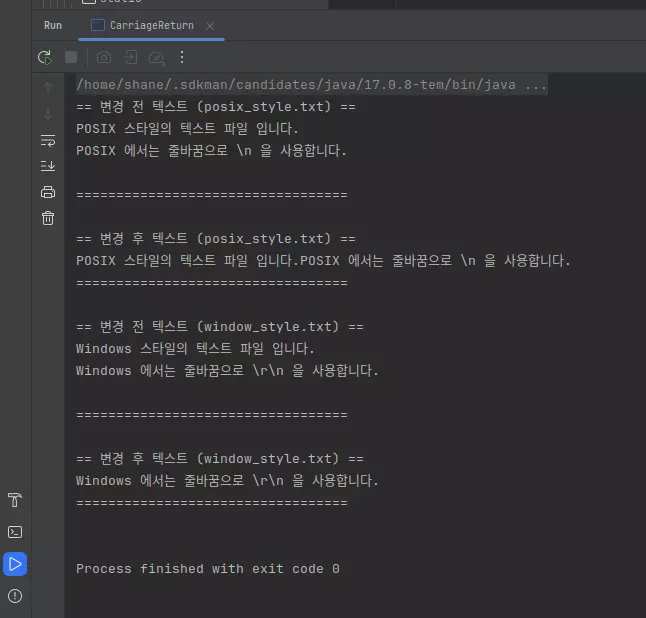 Run CarriageReturn
/home/shane/.sdkman/candidates/java/17.0.8-tem/bin/java ...
== 변경 전 텍스트 (posix_style.txt) ==
POSIX 스타일의 텍스트 파일 입니다.
POSIX 에서는 줄바꿈으로 \n 을 사용합니다.
==================================
== 변경 후 텍스트 (posix_style.txt) ==
POSIX 스타일의 텍스트 파일 입니다.POSIX 에서는 줄바꿈으로 \n 을 사용합니다.
==================================
== 변경 전 텍스트 (window_style.txt) ==
Windows 스타일의 텍스트 파일 입니다.
Windows 에서는 줄바꿈으로 \r\n 을 사용합니다.
==================================
== 변경 후 텍스트 (window_style.txt) ==
Windows 에서는 줄바꿈으로 \r\n 을 사용합니다.
==================================
Process finished with exit code 0